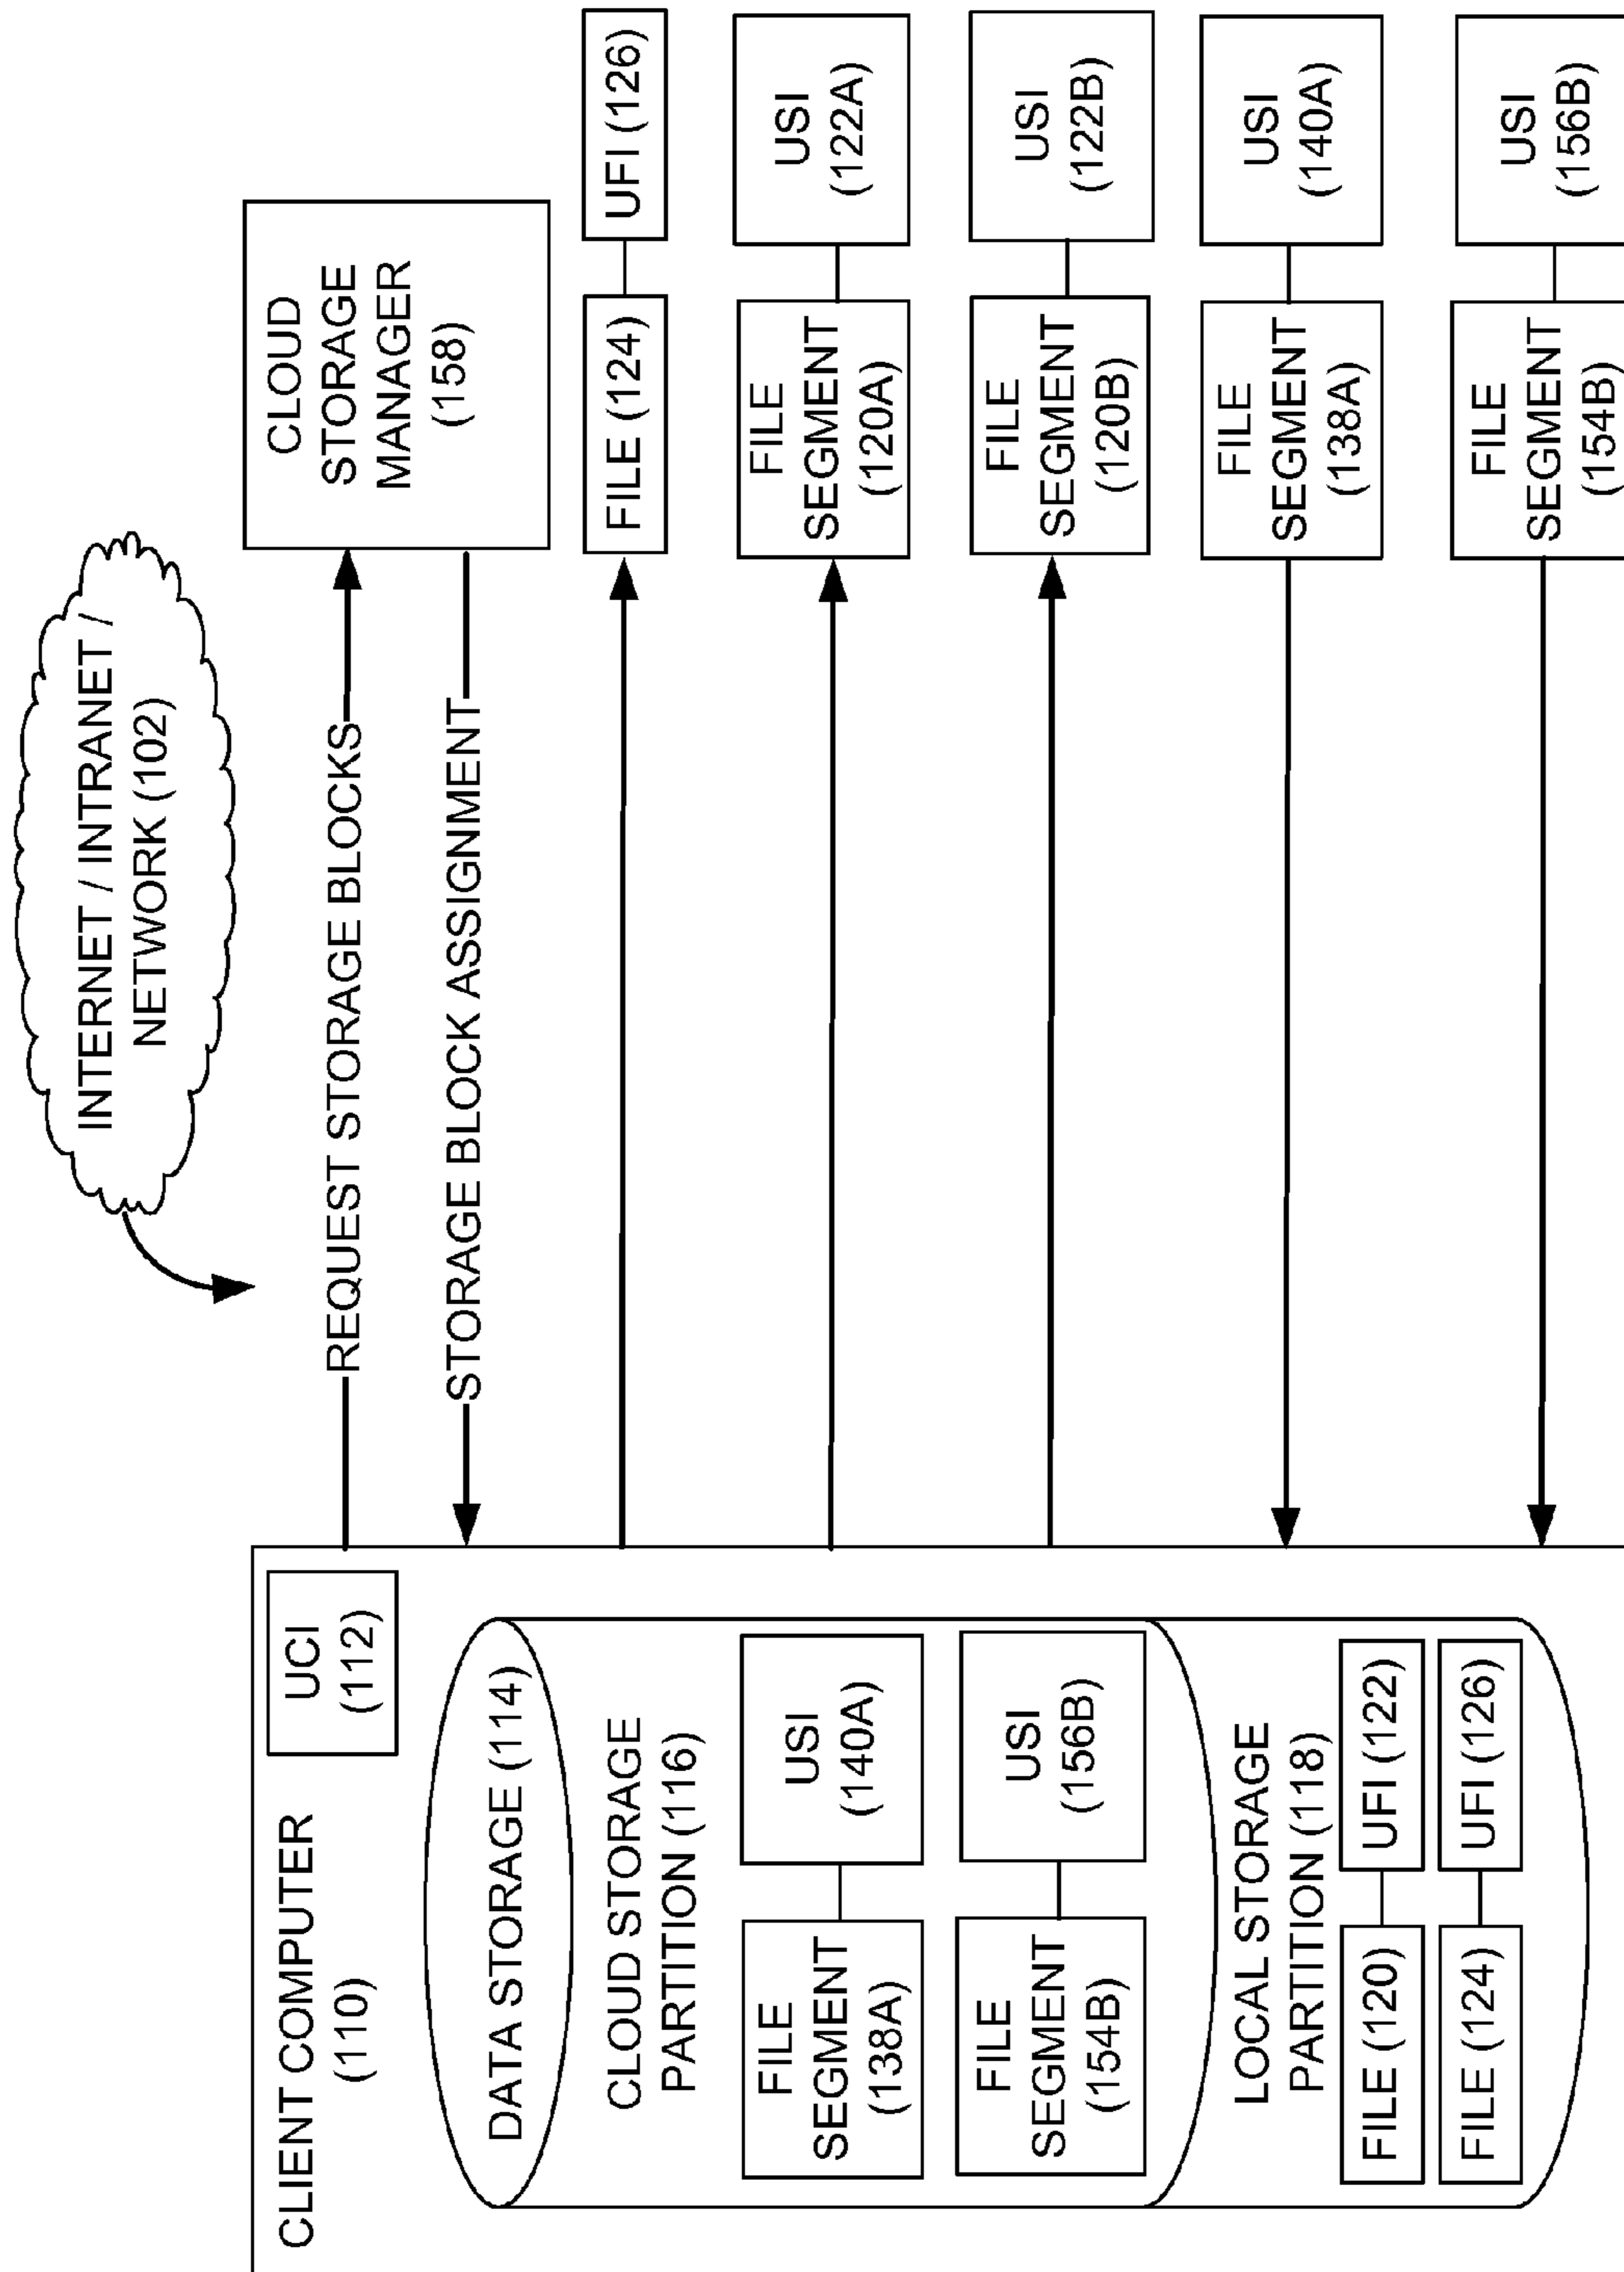 INTERNET / INTRANET /
NETWORK (102)
CLIENT COMPUTER
(110)
UCI
(112)
REQUEST STORAGE BLOCKS
STORAGE BLOCK ASSIGNMENT
CLOUD
STORAGE
MANAGER
(158)
DATA STORAGE (114)
CLOUD STORAGE
PARTITION (116)
FILE
SEGMENT
(138A)
USI
(140A)
FILE
SEGMENT
(154B)
USI
(156B)
LOCAL STORAGE
PARTITION (118)
FILE (120)
UFI (122)
FILE (124)
UFI (126)
FILE (124)
UFI (126)
FILE
SEGMENT
(120A)
USI
(122A)
FILE
SEGMENT
(120B)
USI
(122B)
FILE
SEGMENT
(138A)
USI
(140A)
FILE
SEGMENT
(154B)
USI
(156B)